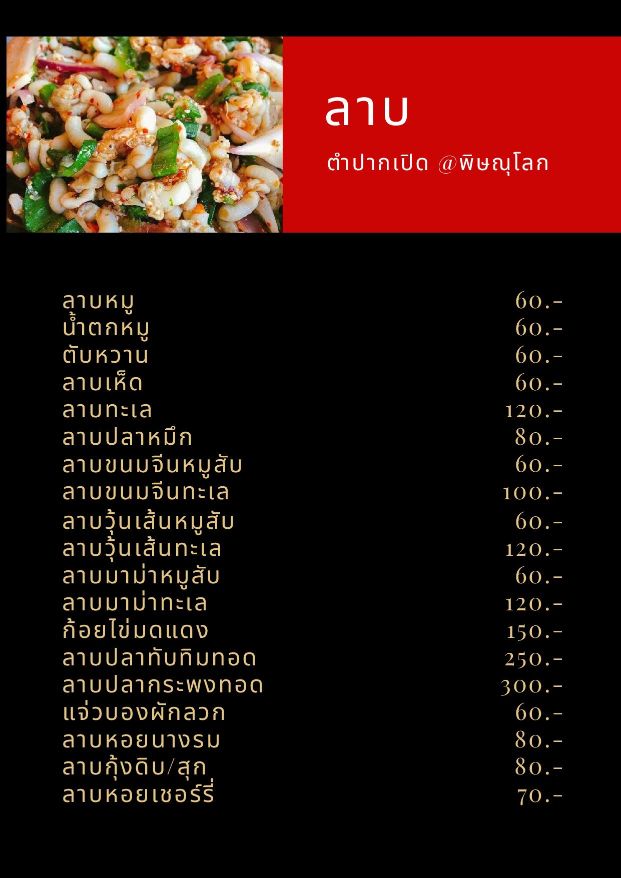 ลาบ
ตำปากเปิด @พิษณุโลก
ลาบหมู 60.-
น้ำตกหมู 60.-
ตับหวาน 60.-
ลาบเห็ด 60.-
ลาบทะเล 120.-
ลาบปลาหมึก 80.-
ลาบขนมจีนหมูสับ 60.-
ลาบขนมจีนทะเล 100.-
ลาบวุ้นเส้นหมูสับ 60.-
ลาบวุ้นเส้นทะเล 120.-
ลาบมาม่าหมูสับ 60.-
ลาบมาม่าทะเล 120.-
ก้อยไข่มดแดง 150.-
ลาบปลาทับทิมทอด 250.-
ลาบปลากระพงทอด 300.-
แจ่วบองผักลวก 60.-
ลาบหอยนางรม 80.-
ลาบกุ้งดิบ/สุก 80.-
ลาบหอยเชอร์รี่ 70.-